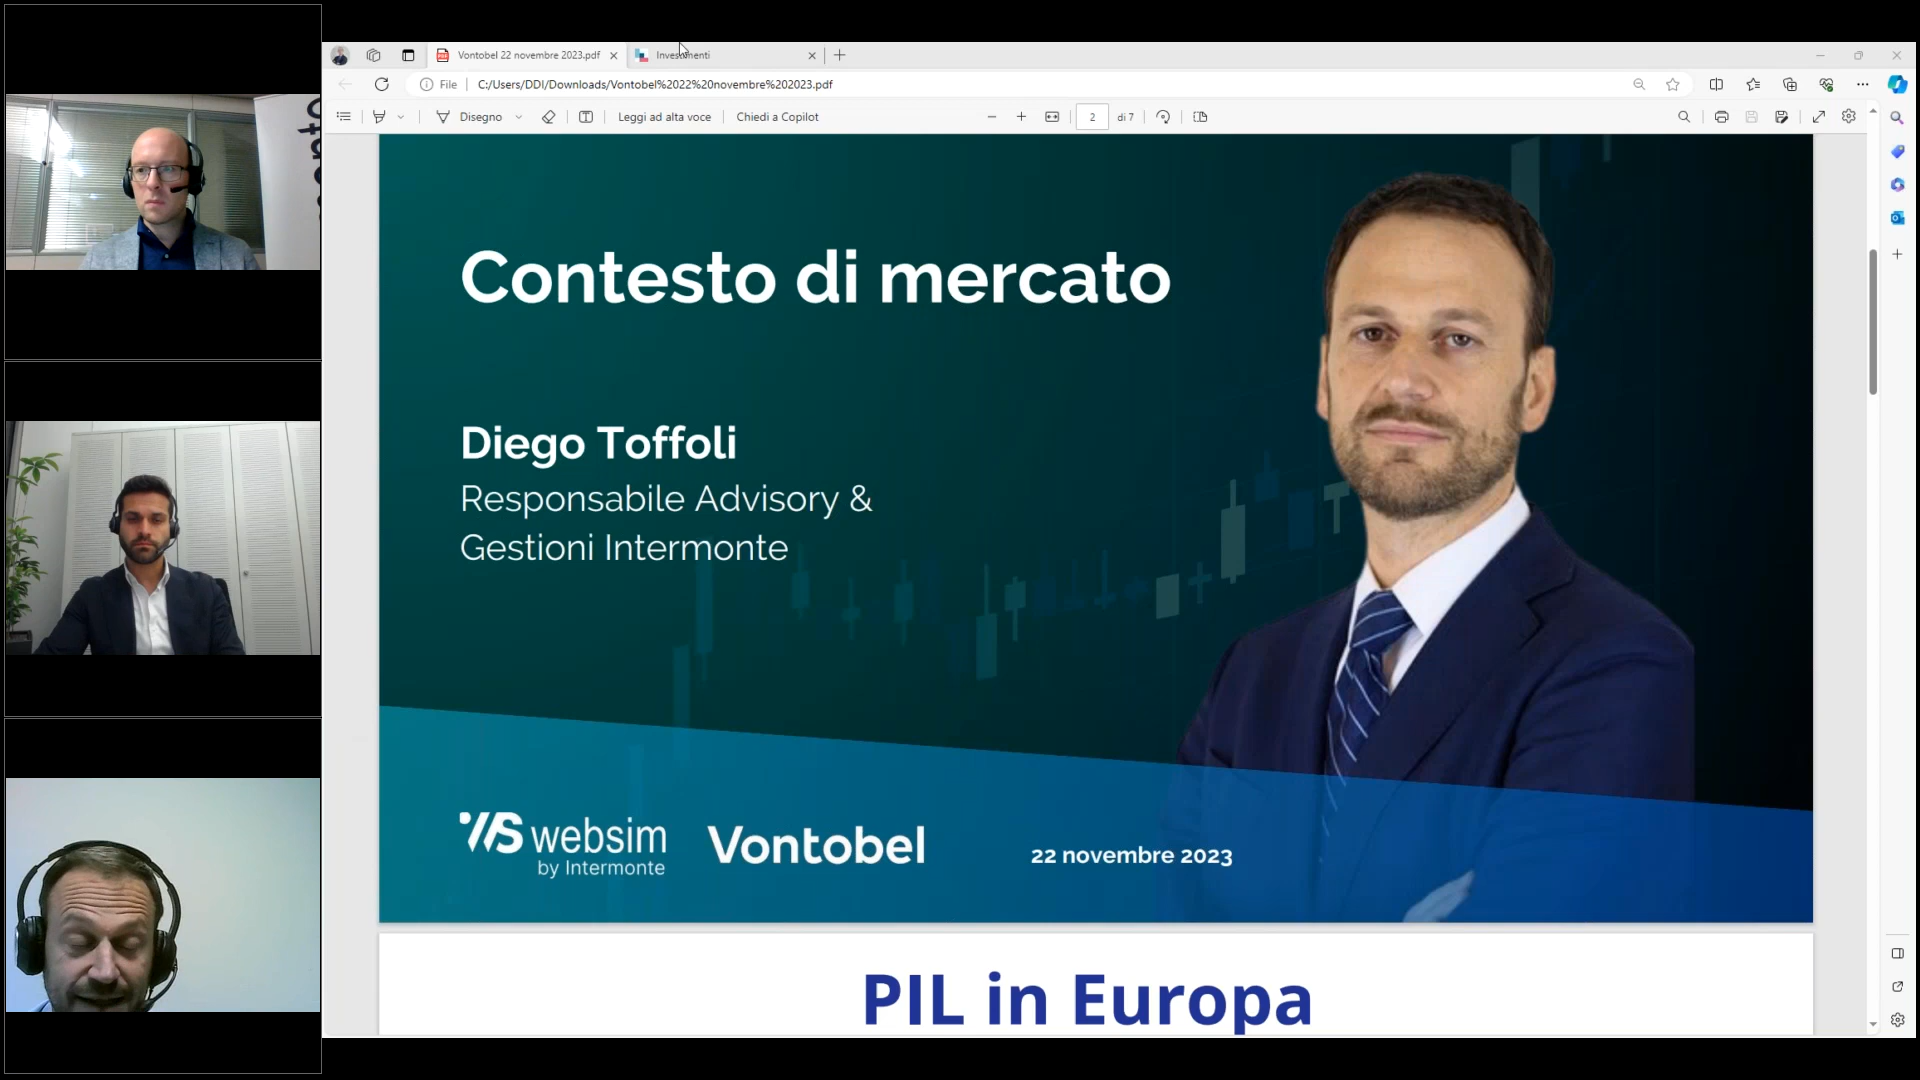 Vontobel 22 novembre 2023.pdf
Investimenti
File
C:/Users/DDI/Downloads/Vontobel%2022%20novembre%202023.pdf
Disegno
Leggi ad alta voce
Chiedi a Copilot
2
di 7
Contesto di mercato
Diego Toffoli
Responsabile Advisory &
Gestioni Intermonte
websim
by Intermonte
Vontobel
22 novembre 2023
PIL in Europa